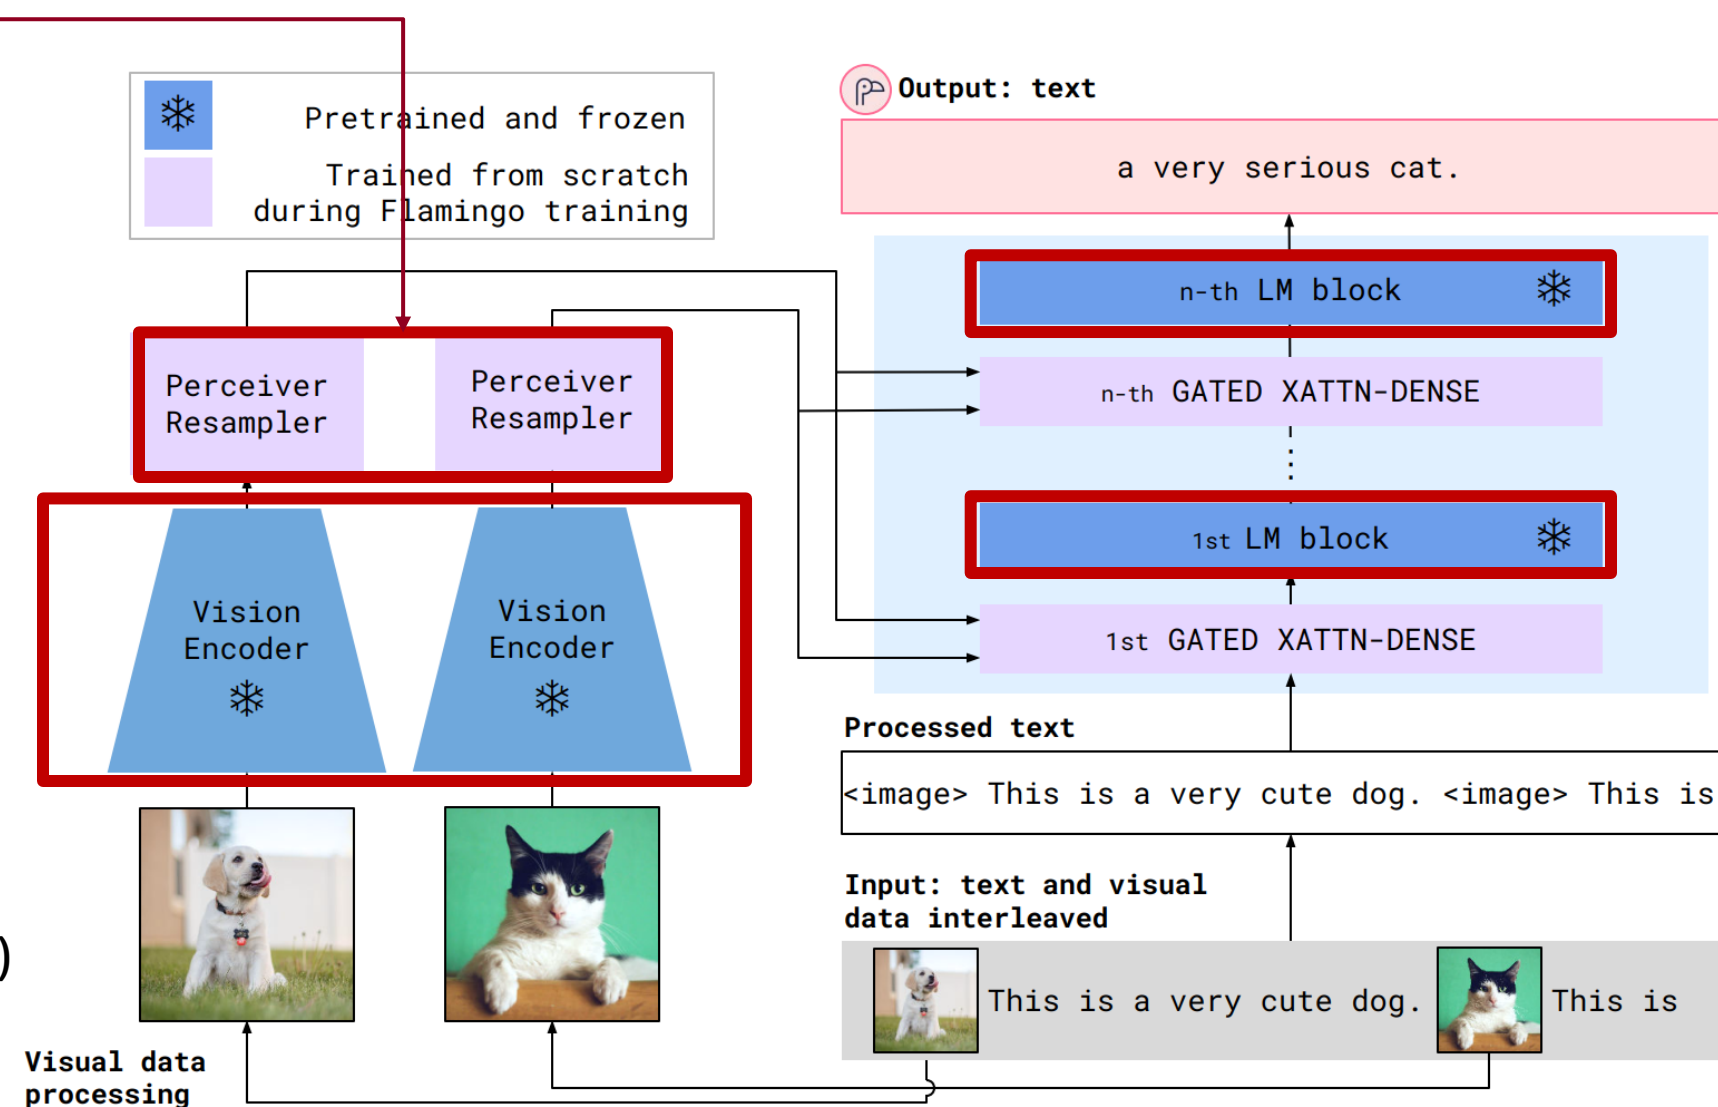 Pretrained and frozen
Trained from scratch
during Flamingo training
Output: text
a very serious cat.
n-th LM block
n-th GATED XATTN-DENSE
1st LM block
1st GATED XATTN-DENSE
Perceiver
Resampler
Perceiver
Resampler
Vision
Encoder
Vision
Encoder
Processed text
<image> This is a very cute dog. <image> This is
Input: text and visual
data interleaved
This is a very cute dog.
This is
)
Visual data
processing